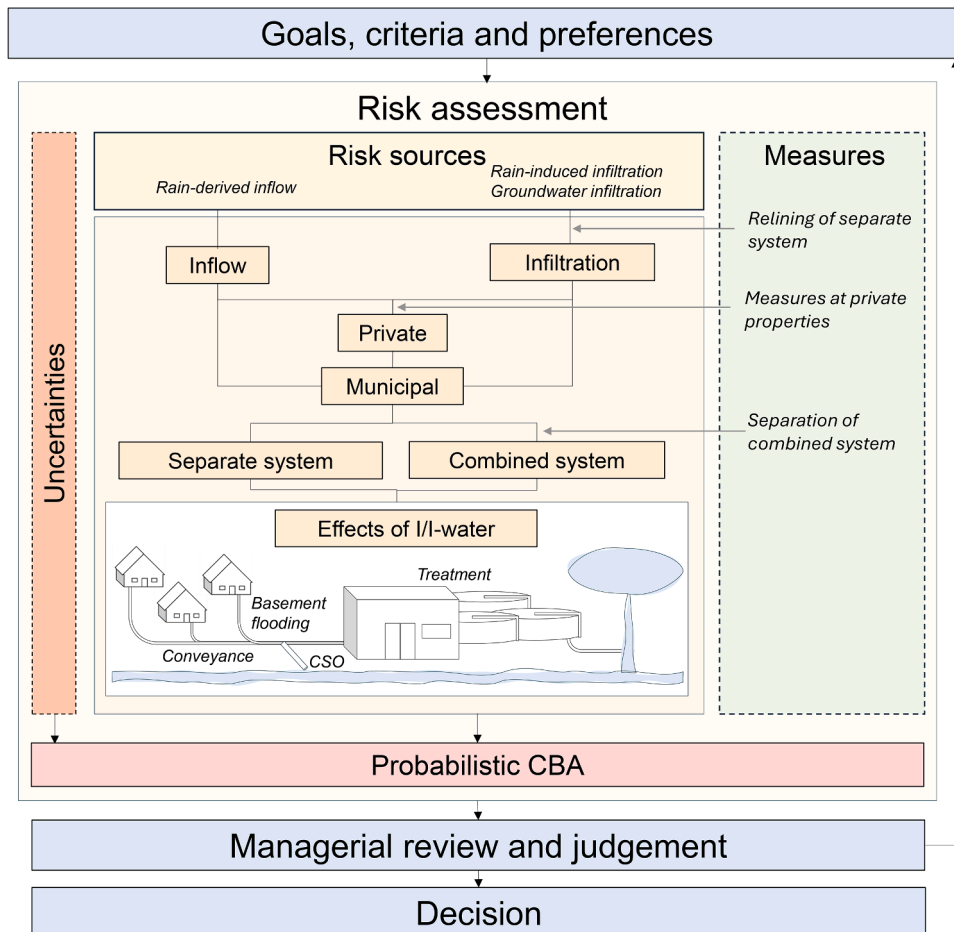 Goals, criteria and preferences
Risk assessment
Uncertainties
Risk sources
Rain-derived inflow
Rain-induced infiltration
Groundwater infiltration
Measures
Relining of separate
system
Inflow
Infiltration
Measures at private
properties
Private
Municipal
Separation of
combined system
Separate system
Combined system
Effects of I/I-water
Treatment
Basement
flooding
Conveyance
CSO
Probabilistic CBA
Managerial review and judgement
Decision